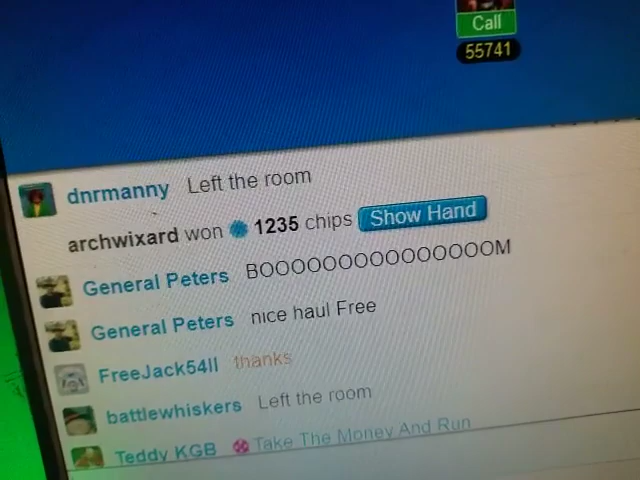 Call
55741
dnrmanny Left the room
archwixard won 1235 chips Show Hand
General Peters BOOOOOOOOOOOOOOOM
General Peters nice haul Free
FreeJack54ll thanks
battlewhiskers Left the room
Teddy KGB Take The Money And Run